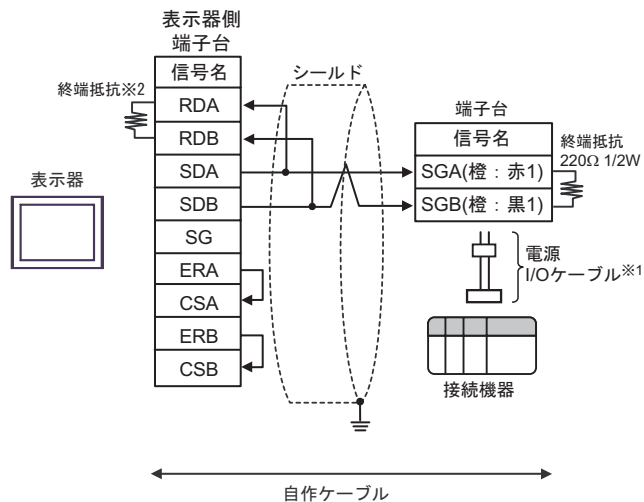 表示器側
端子台
信号名
シールド
終端抵抗※2
RDA
RDB
SDA
SDB
SG
ERA
CSA
ERB
CSB
表示器
端子台
信号名
SGA(橙：赤1)
SGB(橙：黒1)
終端抵抗
220Ω 1/2W
電源
I/Oケーブル※1
接続機器
自作ケーブル